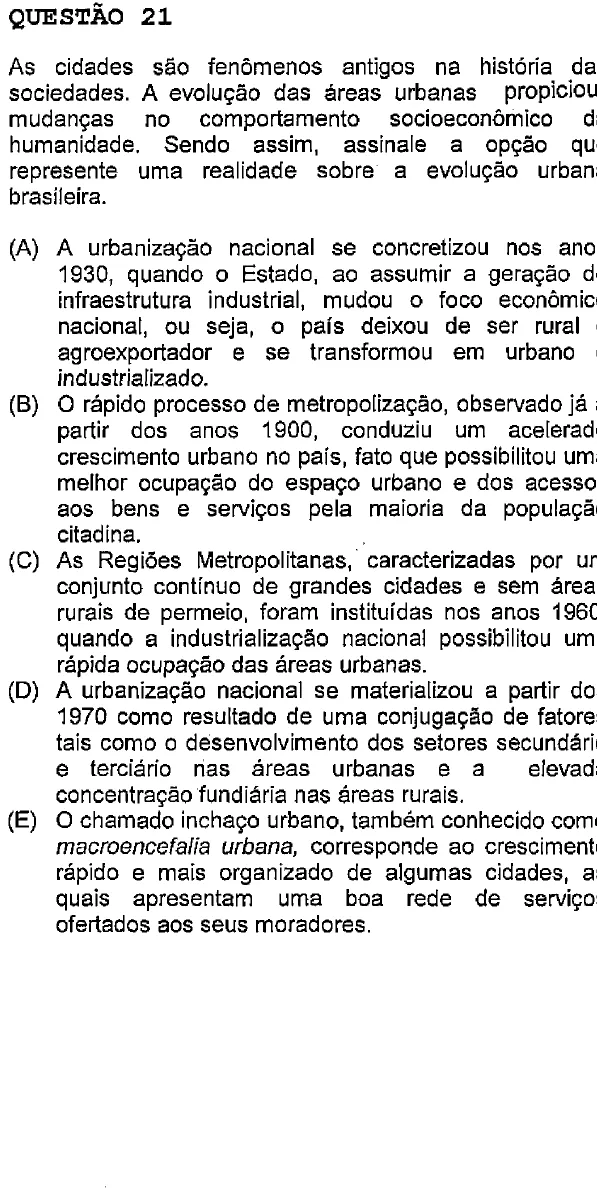 QUESTÃO 21
As cidades são fenômenos antigos na história da
sociedades. A evolução das áreas urbanas propiciou
mudanças no comportamento socioeconômico d
humanidade. Sendo assim, assinale a opção qu
represente uma realidade sobre a evolução urban
brasileira.
(A) A urbanização nacional se concretizou nos ano
1930, quando o Estado, ao assumir a geração d
infraestrutura industrial, mudou o foco econômic
nacional, ou seja, o país deixou de ser rural
agroexportador e se transformou em urbano
industrializado.
(B) O rápido processo de metropolização, observado já
partir dos anos 1900, conduziu um acelerad
crescimento urbano no país, fato que possibilitou um
melhor ocupação do espaço urbano e dos acesso
aos bens e serviços pela maioria da populaçã
citadina.
(C) As Regiões Metropolitanas, caracterizadas por ur
conjunto contínuo de grandes cidades e sem área
rurais de permeio, foram instituídas nos anos 1960
quando a industrialização nacional possibilitou um
rápida ocupação das áreas urbanas.
(D) A urbanização nacional se materializou a partir do
1970 como resultado de uma conjugação de fatore
tais como o desenvolvimento dos setores secundári
e terciário nas áreas urbanas e a elevad
concentração fundiária nas áreas rurais.
(E) O chamado inchaço urbano, também conhecido com
macroencefalia urbana, corresponde ao cresciment
rápido e mais organizado de algumas cidades, a
quais apresentam uma boa rede de serviço
ofertados aos seus moradores.